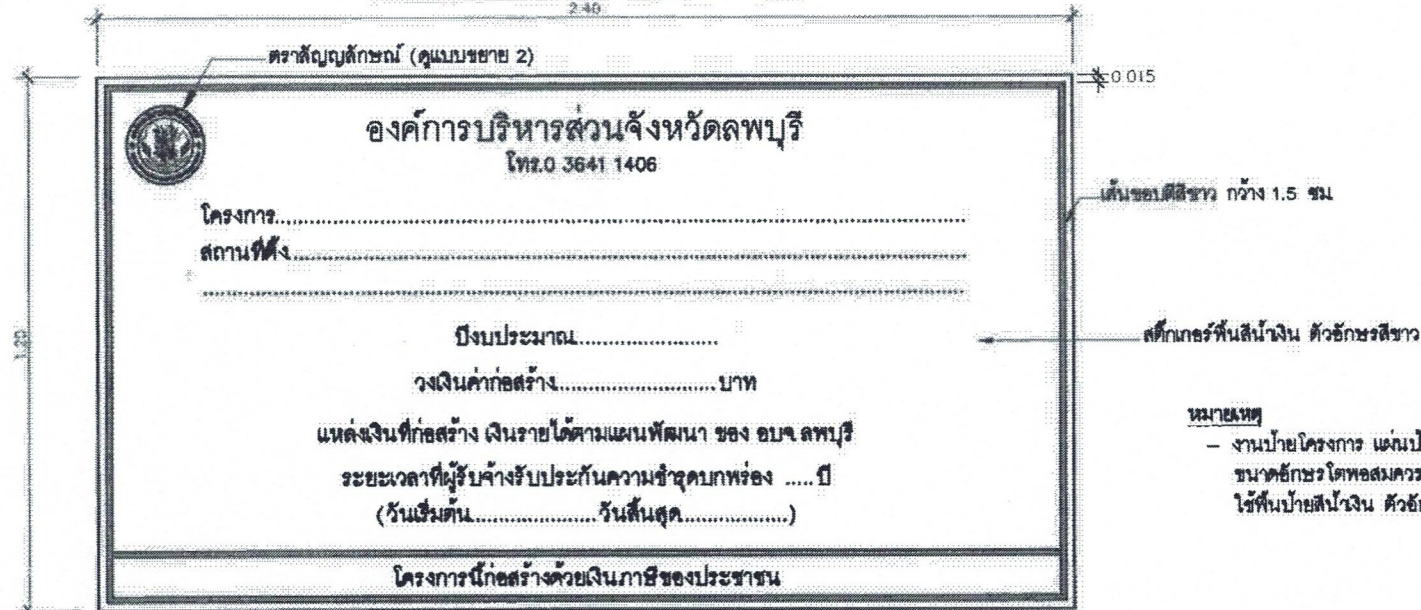 2.40
ตราสัญญลักษณ์ (ดูแบบขยาย 2)
0.015
องค์การบริหารส่วนจังหวัดลพบุรี
โทร.0 3641 1406
เส้นขอบตีสีขาว กว้าง 1.5 ซม.
โครงการ...
สถานที่ตั้ง...
1.20
ปีงบประมาณ...
สติ๊กเกอร์พื้นสีน้ำเงิน ตัวอักษรสีขาว
วงเงินค่าก่อสร้าง...บาท
แหล่งเงินที่ก่อสร้าง เงินรายได้ตามแผนพัฒนา ของ อบจ.ลพบุรี
ระยะเวลาที่ผู้รับจ้างรับประกันความชำรุดบกพร่อง .....ปี
(วันเริ่มต้น...วันสิ้นสุด...)
โครงการนี้ก่อสร้างด้วยเงินภาษีของประชาชน
หมายเหตุ
– งานป้ายโครงการ แผ่นป้
ขนาดอักษรโตพอสมควร
ใช้พื้นป้ายสีน้ำเงิน ตัวอัก